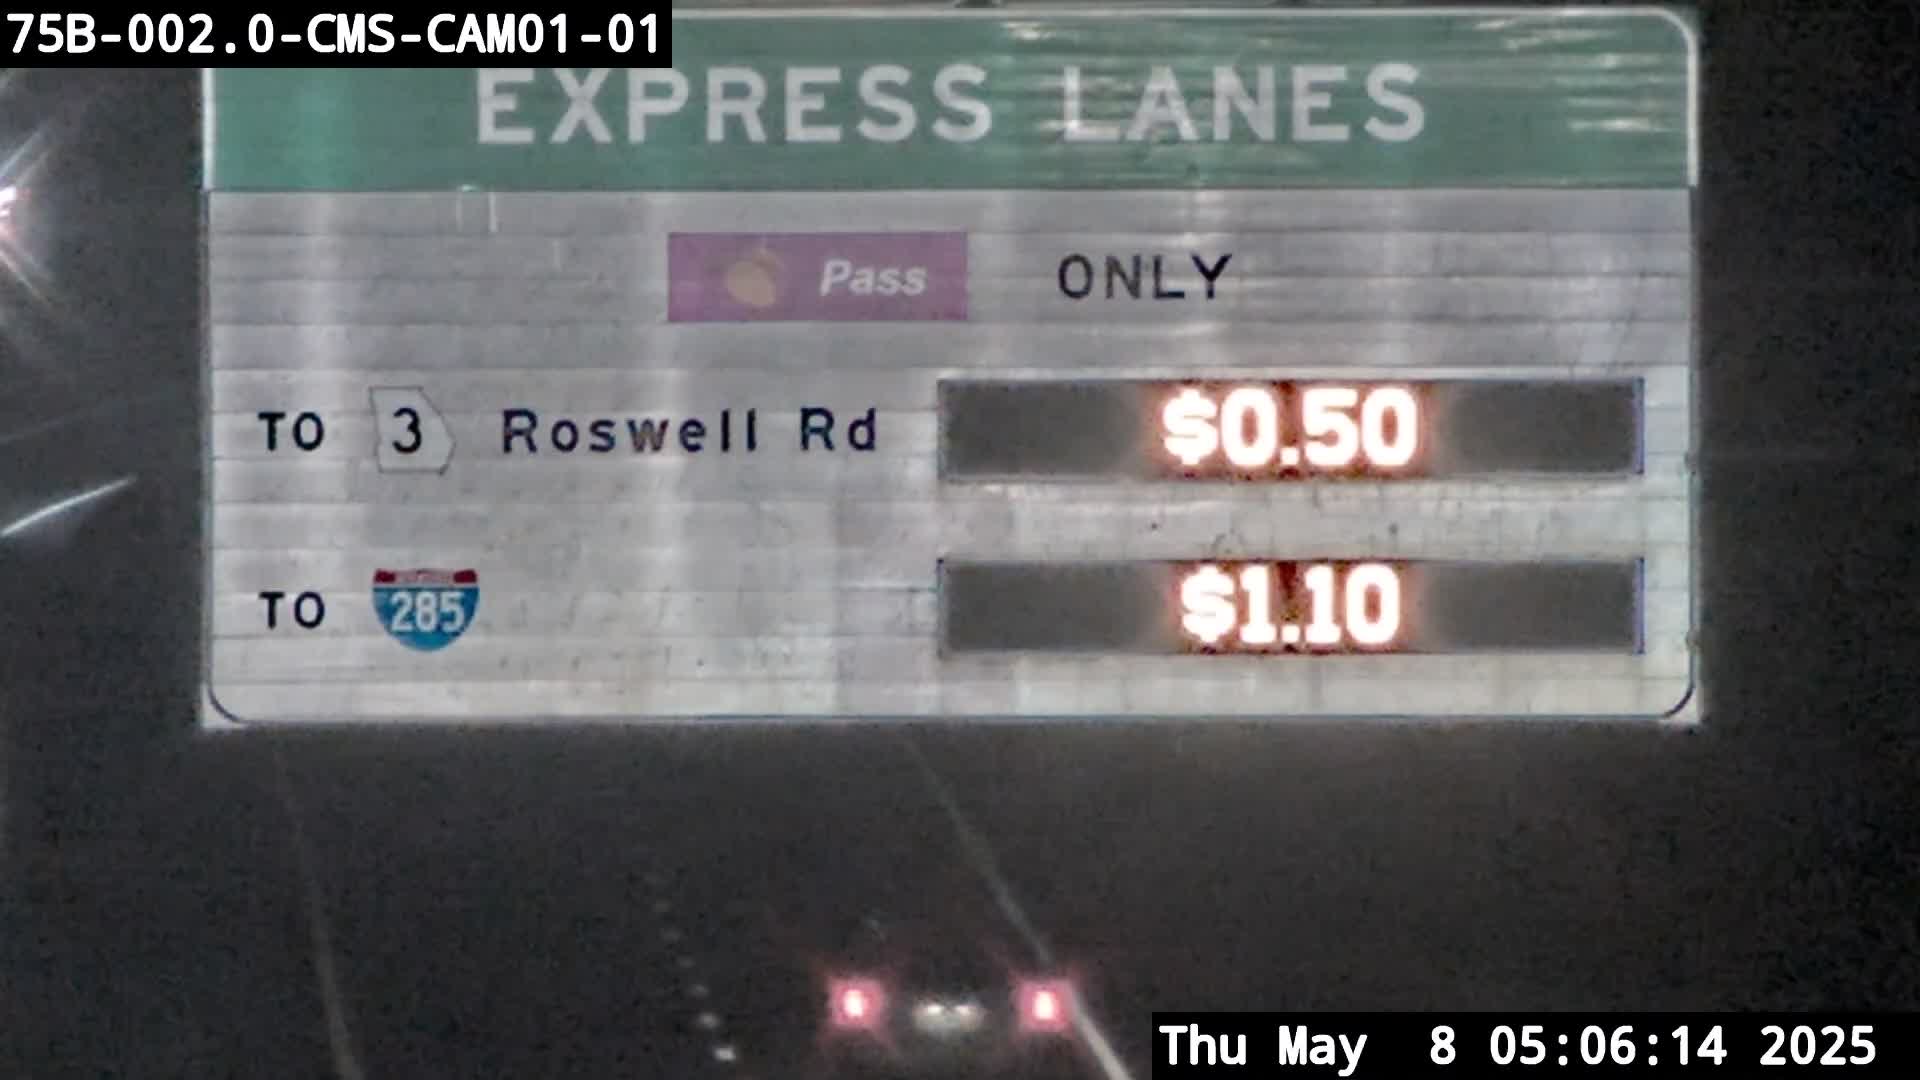 75B-002.0-CMS-CAM01-01
EXPRESS LANES
Pass ONLY
TO 3 Roswell Rd $0.50
TO 285 $1.10
Thu May 8 05:06:14 2025